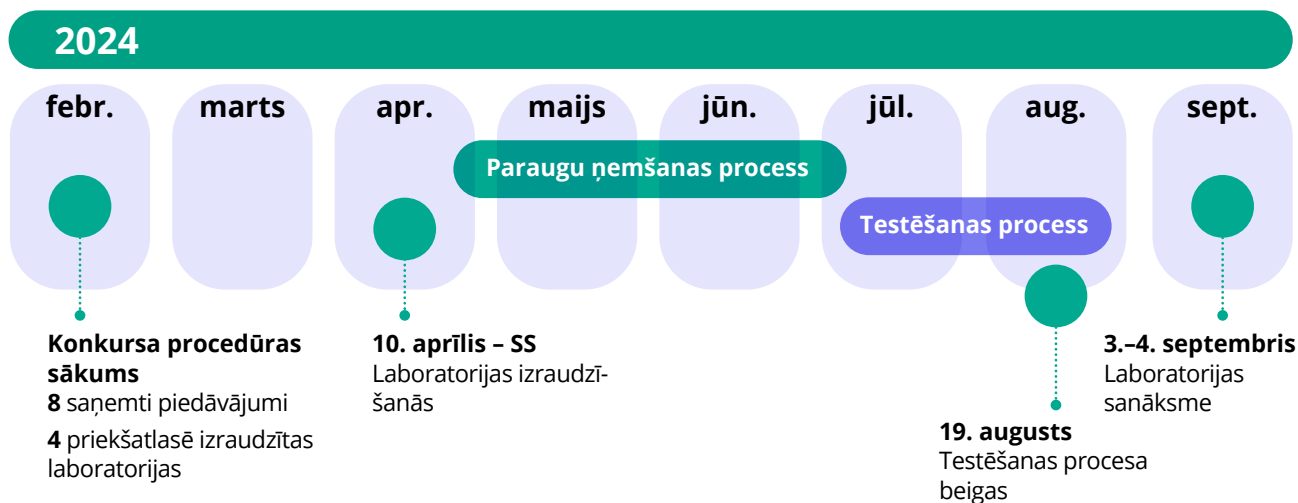 2024
febr.
marts
apr.
maijs
jūn.
jūl.
aug.
sept.
Paraugu ņemšanas process
Testēšanas process
Konkursa procedūras
sākums
8 saņemti piedāvājumi
4 priekšatlasē izraudzītas
laboratorijas
10. aprīlis – SS
Laboratorijas izraudzī-
šanās
19. augusts
Testēšanas procesa
beigas
3.–4. septembris
Laboratorijas
sanāksme